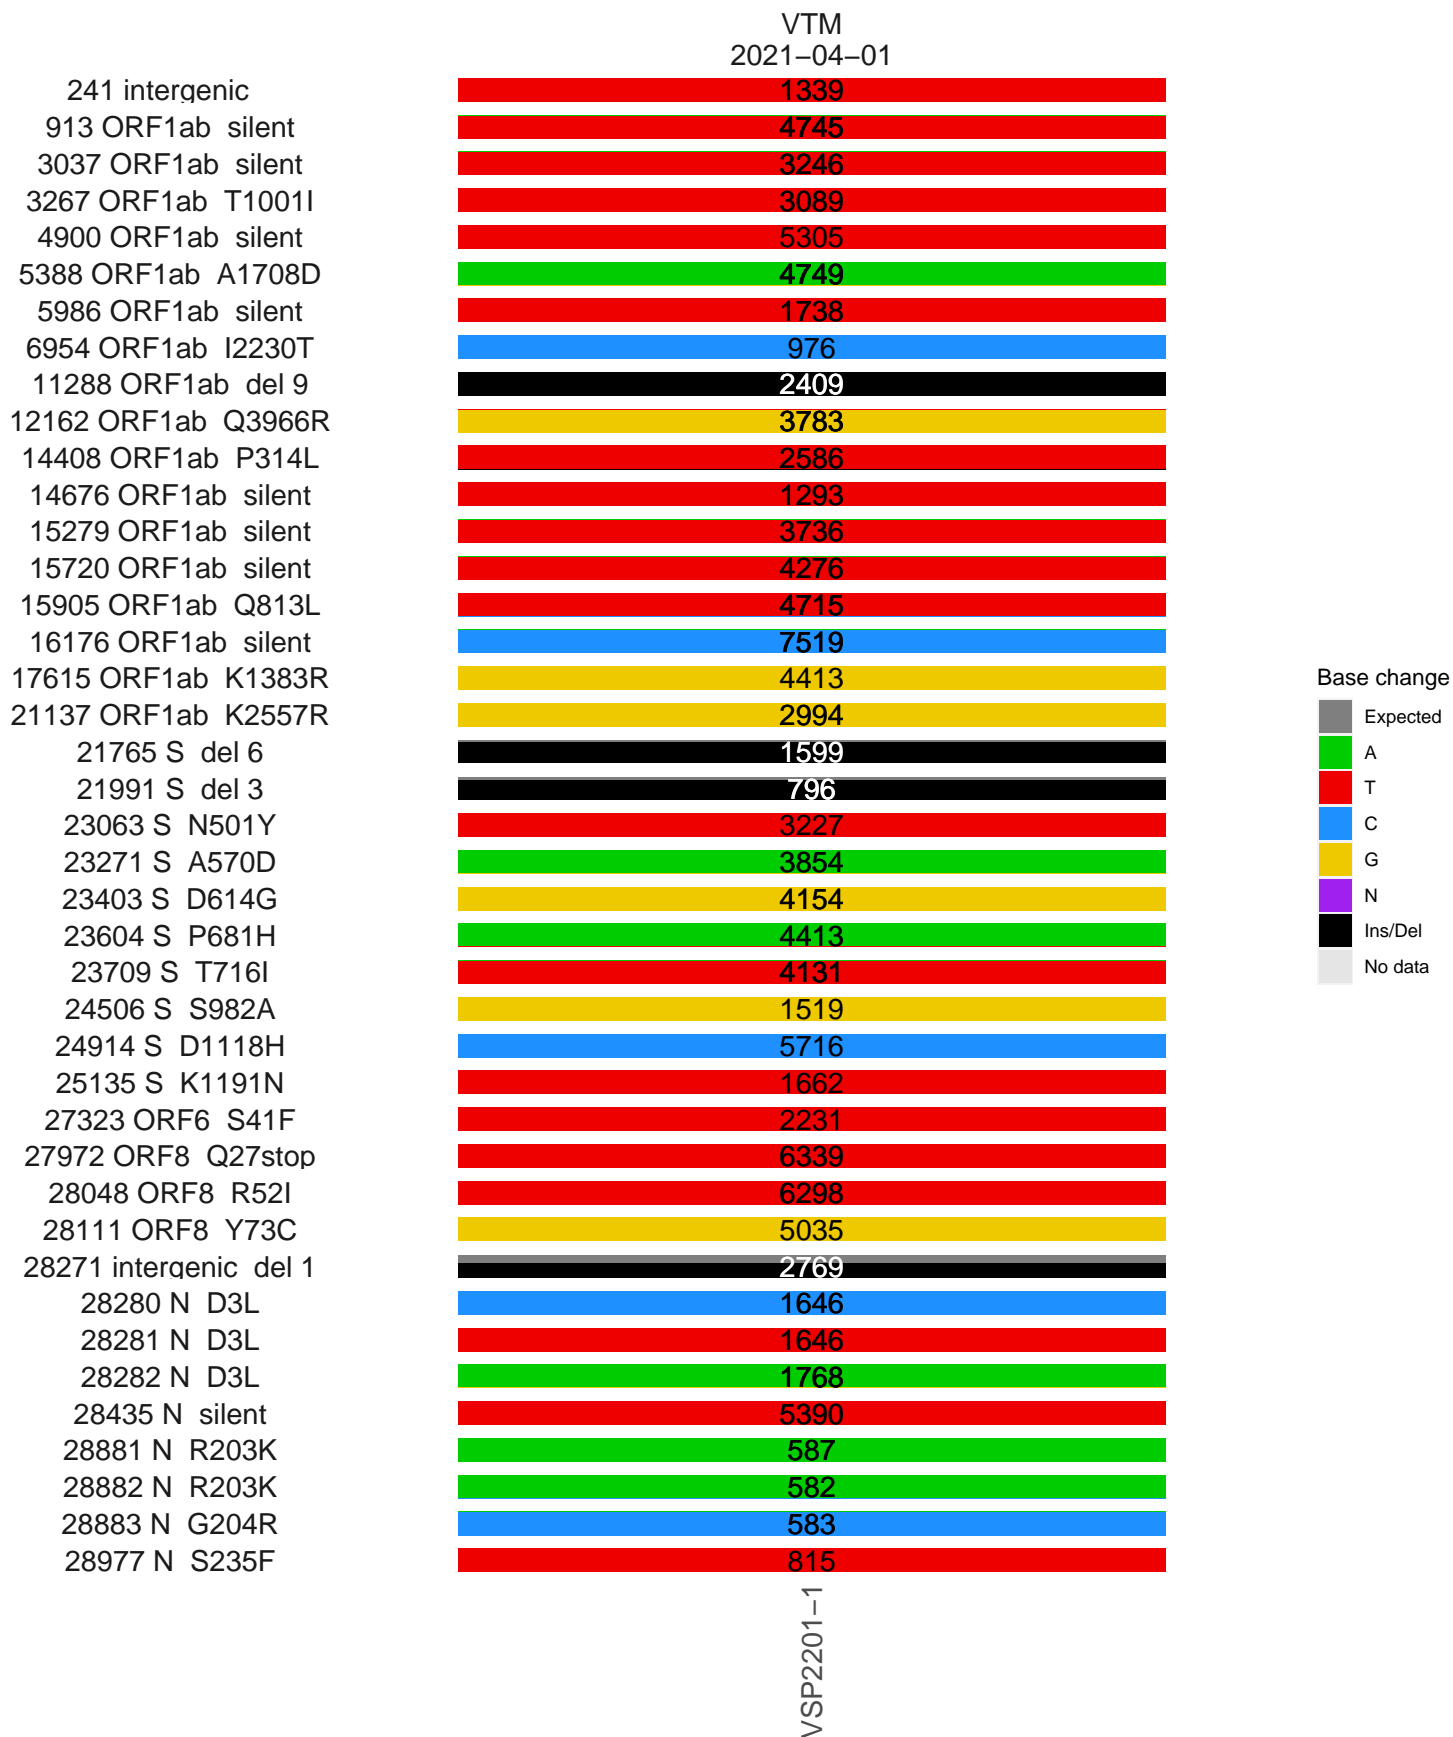 VTM
2021−04−01
241 intergenic 1339
913 ORF1ab silent 4745
3037 ORF1ab silent 3246
3267 ORF1ab T1001I 3089
4900 ORF1ab silent 5305
5388 ORF1ab A1708D 4749
5986 ORF1ab silent 1738
6954 ORF1ab I2230T 976
11288 ORF1ab del 9 2409
12162 ORF1ab Q3966R 3783
14408 ORF1ab P314L 2586
14676 ORF1ab silent 1293
15279 ORF1ab silent 3736
15720 ORF1ab silent 4276
15905 ORF1ab Q813L 4715
16176 ORF1ab silent 7519
17615 ORF1ab K1383R 4413
21137 ORF1ab K2557R 2994
21765 S del 6 1599
21991 S del 3 796
23063 S N501Y 3227
23271 S A570D 3854
23403 S D614G 4154
23604 S P681H 4413
23709 S T716I 4131
24506 S S982A 1519
24914 S D1118H 5716
25135 S K1191N 1662
27323 ORF6 S41F 2231
27972 ORF8 Q27stop 6339
28048 ORF8 R52I 6298
28111 ORF8 Y73C 5035
28271 intergenic del 1 2769
28280 N D3L 1646
28281 N D3L 1646
28282 N D3L 1768
28435 N silent 5390
28881 N R203K 587
28882 N R203K 582
28883 N G204R 583
28977 N S235F 815
VSP2201−1
Base change
Expected
A
T
C
G
N
Ins/Del
No data